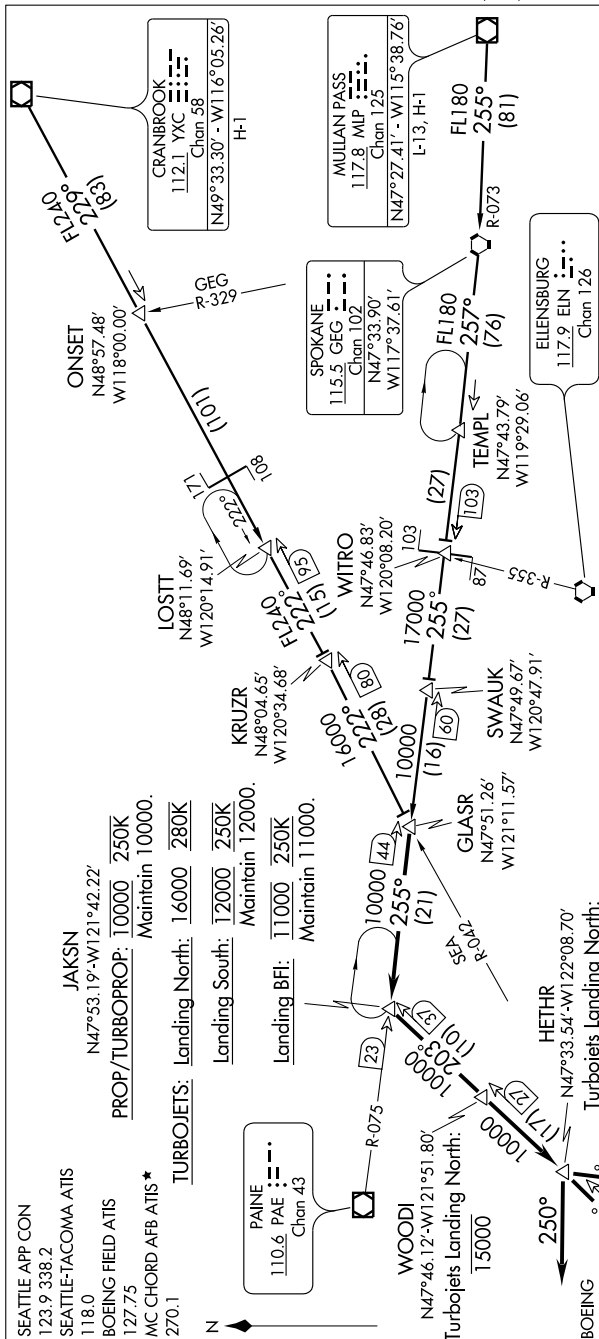 SEATTLE APP CON
123.9 338.2
SEATTLE-TACOMA ATIS
118.0
BOEING FIELD ATIS
127.75
MC CHORD AFB ATIS ★
270.1
N
JAKSN
N47°53.19'-W121°42.22'
PROP/TURBOPROP: 10000 250K
Maintain 10000.
TURBOJETS: Landing North: 16000 280K
Landing South: 12000 250K
Maintain 12000.
Landing BFI: 11000 250K
Maintain 11000.
CRANBROOK
112.1 YXC
Chan 58
N49°33.30' - W116°05.26'
H-1
FL240
229°
(83)
ONSET
N48°57.48'
W118°00.00'
GEG
R-329
(101)
171
108
222°
LOSTT
N48°11.69'
W120°14.91'
95
FL240
222°
(15)
KRUZR
N48°04.65'
W120°34.68'
80
16000
222°
(28)
MULLAN PASS
117.8 MLP
Chan 125
N47°27.41' - W115°38.76'
L-13, H-1
FL180
255°
(81)
R-073
SPOKANE
115.5 GEG
Chan 102
N47°33.90'
W117°37.61'
FL180
257°
(76)
TEMPL
N47°43.79'
W119°29.06'
(27)
103
WITRO
N47°46.83'
W120°08.20'
103
87
R-355
ELLENSBURG
117.9 ELN
Chan 126
17000
255°
(27)
SWAUK
N47°49.67'
W120°47.91'
60
10000
(16)
GLASR
N47°51.26'
W121°11.57'
44
SEA
R-042
10000
255°
(21)
PAINE
110.6 PAE
Chan 43
R-075
23
37
10000
203°
(10)
WOODI
N47°46.12'-W121°51.80'
Turbojets Landing North:
15000
27
10000
(17)
HETHR
N47°33.54'-W122°08.70'
Turbojets Landing North:
250°
BOEING